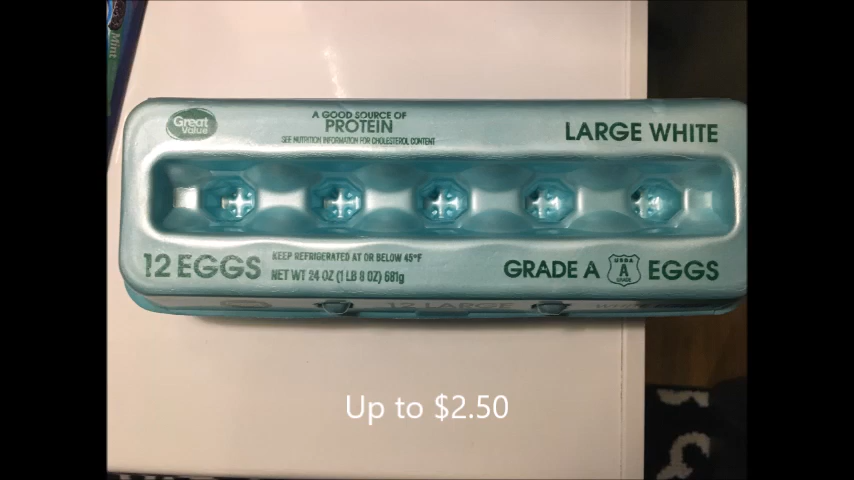 Mint
Great
Value
A GOOD SOURCE OF
PROTEIN
SEE NUTRITION INFORMATION FOR CHOLESTEROL CONTENT
LARGE WHITE
12 EGGS
KEEP REFRIGERATED AT OR BELOW 45°F
NET WT 24 OZ (1 LB 8 OZ) 681g
GRADE A
USDA
A
GRADE
EGGS
12 LARGE
Up to $2.50